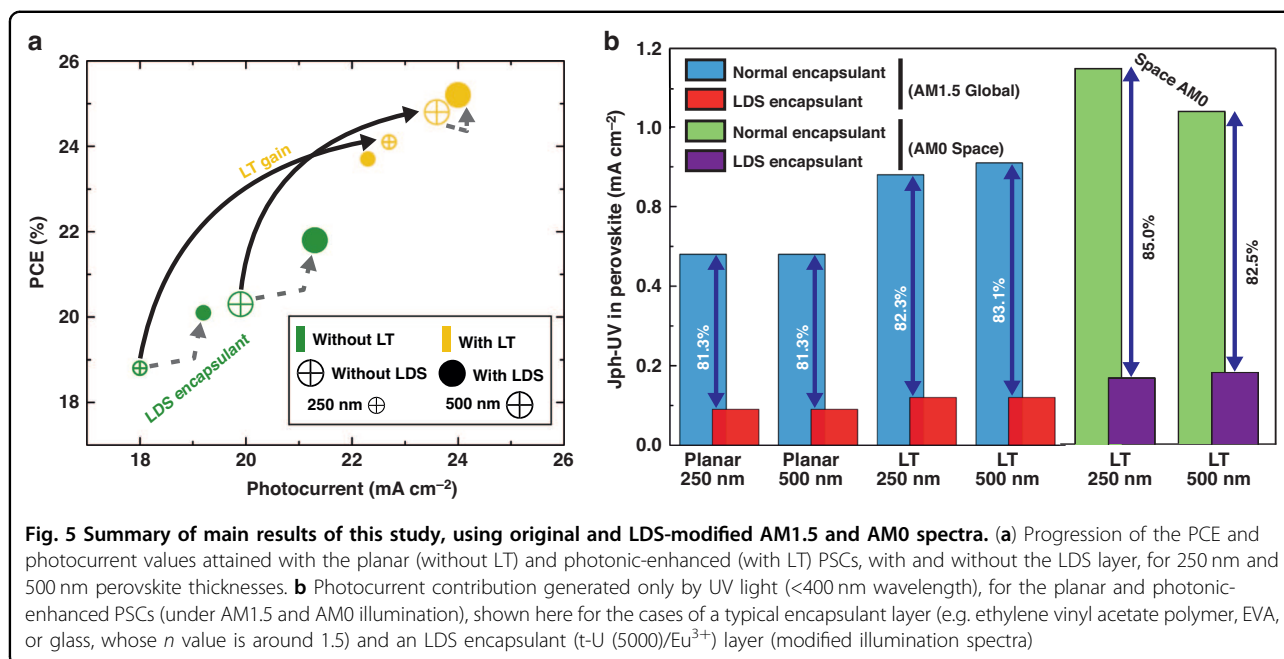 a
PCE (%)
26
24
22
20
18
18 20 22 24 26
Photocurrent (mA cm⁻²)
LT gain
LDS encapsulant
Without LT With LT
Without LDS With LDS
250 nm 500 nm
b
Jph-UV in perovskite (mA cm⁻²)
1.2
1.0
0.8
0.6
0.4
0.2
0.0
Normal encapsulant
LDS encapsulant
(AM1.5 Global)
Normal encapsulant
LDS encapsulant
(AM0 Space)
Space AM0
81.3%
81.3%
82.3%
83.1%
85.0%
82.5%
Planar 250 nm
Planar 500 nm
LT 250 nm
LT 500 nm
LT 250 nm
LT 500 nm
Fig. 5 Summary of main results of this study, using original and LDS-modified AM1.5 and AM0 spectra. (a) Progression of the PCE and
photocurrent values attained with the planar (without LT) and photonic-enhanced (with LT) PSCs, with and without the LDS layer, for 250 nm and
500 nm perovskite thicknesses. b Photocurrent contribution generated only by UV light (<400 nm wavelength), for the planar and photonic-
enhanced PSCs (under AM1.5 and AM0 illumination), shown here for the cases of a typical encapsulant layer (e.g. ethylene vinyl acetate polymer, EVA,
or glass, whose n value is around 1.5) and an LDS encapsulant (t-U (5000)/Eu³⁺) layer (modified illumination spectra)